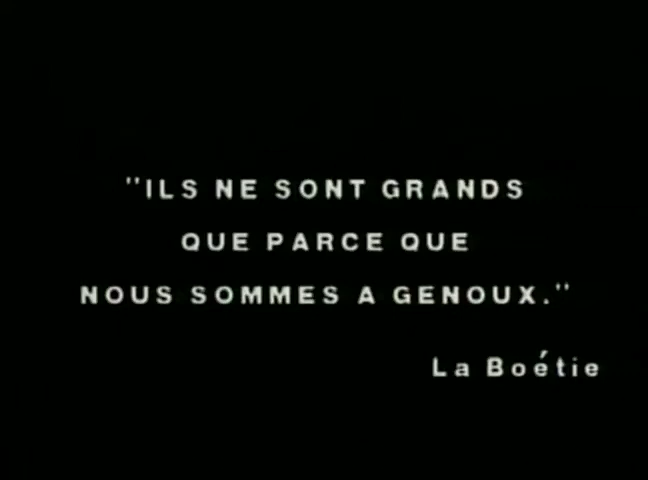 "ILS NE SONT GRANDS
QUE PARCE QUE
NOUS SOMMES A GENOUX."
La Boétie